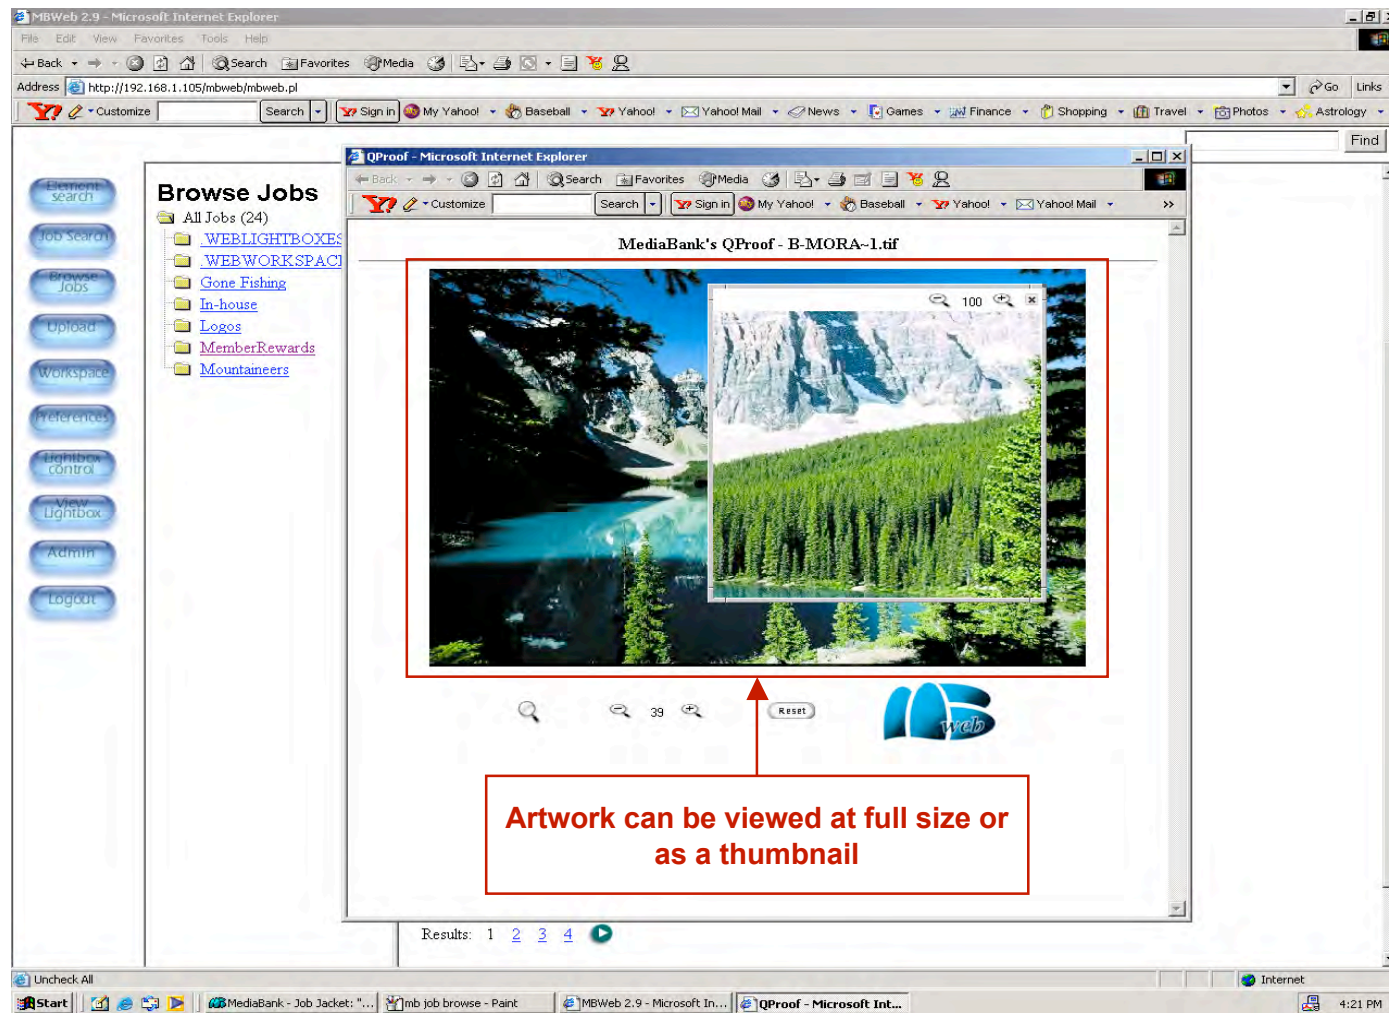 MBWeb 2.9 - Microsoft Internet Explorer
File Edit View Favorites Tools Help
Back Search Favorites Media
Address http://192.168.1.105/mbweb/mbweb.pl Go Links
Customize Search Sign in My Yahoo! Baseball Yahoo! Yahoo! Mail News Games Finance Shopping Travel Photos Astrology
Find
Element search
Job Search
Browse Jobs
Upload
Workspace
Preferences
Lightbox control
View Lightbox
Admin
Logout
Browse Jobs
All Jobs (24)
.WEBLIGHTBOXES
.WEBWORKSPACE
Gone Fishing
In-house
Logos
MemberRewards
Mountaineers
QProof - Microsoft Internet Explorer
Back Search Favorites Media
Customize Search Sign in My Yahoo! Baseball Yahoo! Yahoo! Mail »
MediaBank's QProof - B-MORA~1.tif
100
39 Reset
web
Artwork can be viewed at full size or
as a thumbnail
Results: 1 2 3 4
Uncheck All Internet
Start MediaBank - Job Jacket: "... mb job browse - Paint MBWeb 2.9 - Microsoft In... QProof - Microsoft Int... 4:21 PM